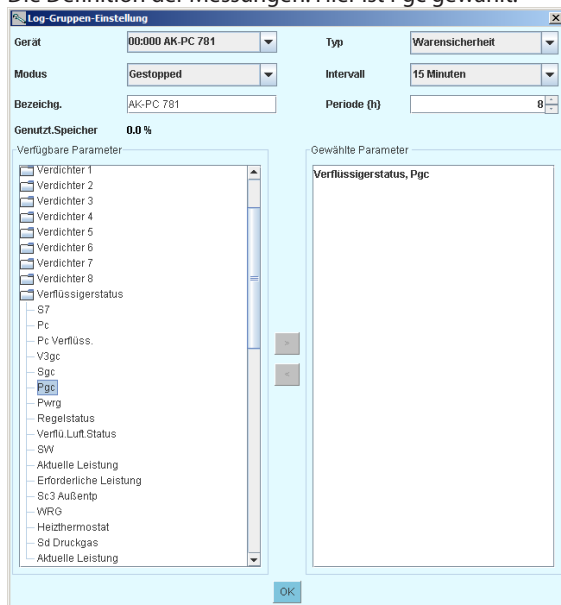 Die Definition der Messungen. Hier ist Pgc gewählt.
Log-Gruppen-Einstellung
Gerät 00:000 AK-PC 781 Typ Warensicherheit
Modus Gestopped Intervall 15 Minuten
Bezeichg. AK-PC 781 Periode {h} 8
Genutzt.Speicher 0.0 %
Verfügbare Parameter
Verdichter 1
Verdichter 2
Verdichter 3
Verdichter 4
Verdichter 5
Verdichter 6
Verdichter 7
Verdichter 8
Verflüssigerstatus
S7
Pc
Pc Verflüss.
V3gc
Sgc
Pgc
Pwrg
Regelstatus
Verflü.Luft.Status
SW
Aktuelle Leistung
Erforderliche Leistung
Sc3 Außentp
WRG
Heizthermostat
Sd Druckgas
Aktuelle Leistung
>
<
Gewählte Parameter
Verflüssigerstatus, Pgc
OK